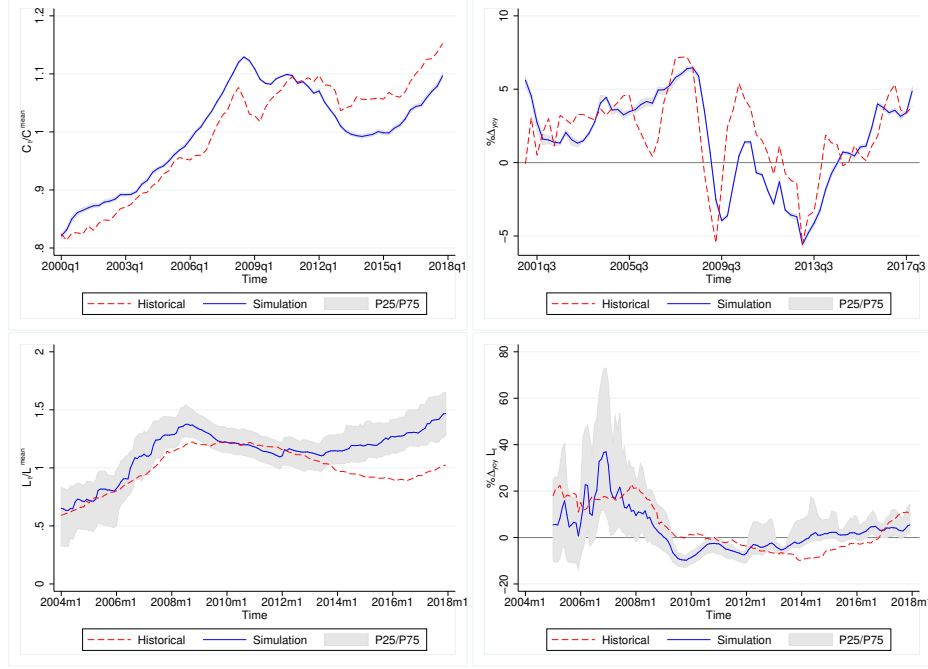 C_t/C^mean
1.2
1.1
1
.9
.8
2000q1 2003q1 2006q1 2009q1 2012q1 2015q1 2018q1
Time
Historical Simulation P25/P75
%Δ_yoy
10
5
0
−5
2001q3 2005q3 2009q3 2013q3 2017q3
Time
Historical Simulation P25/P75
L_t/L^mean
2
1.5
1
.5
0
2004m1 2006m1 2008m1 2010m1 2012m1 2014m1 2016m1 2018m1
Time
Historical Simulation P25/P75
%Δ_yoy L_t
80
60
40
20
0
−20
2004m1 2006m1 2008m1 2010m1 2012m1 2014m1 2016m1 2018m1
Time
Historical Simulation P25/P75